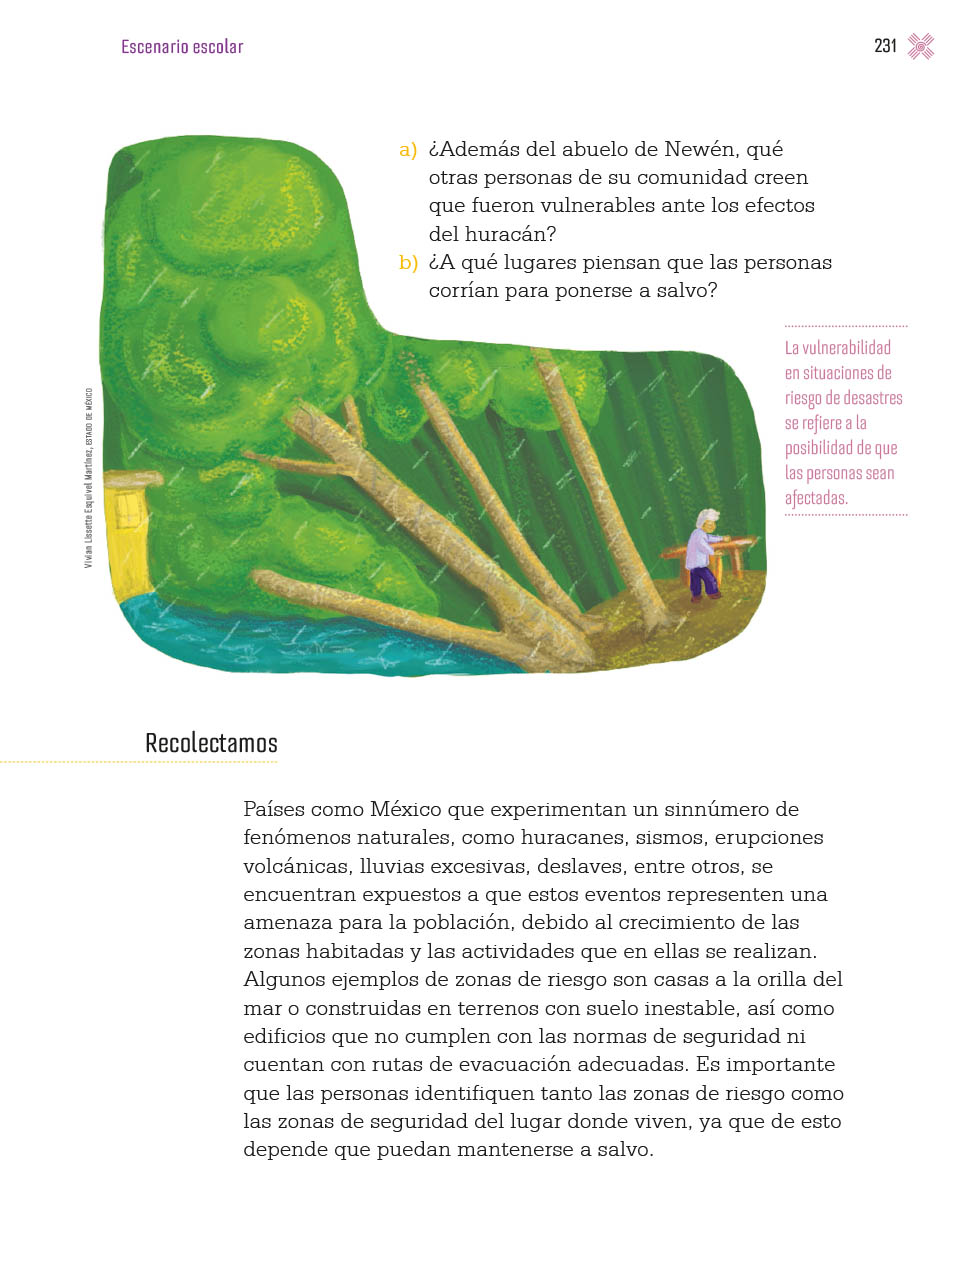 Escenario escolar
231
a) ¿Además del abuelo de Newén, qué
otras personas de su comunidad creen
que fueron vulnerables ante los efectos
del huracán?
b) ¿A qué lugares piensan que las personas
corrían para ponerse a salvo?
La vulnerabilidad
en situaciones de
riesgo de desastres
se refiere a la
posibilidad de que
las personas sean
afectadas.
Vivian Lissette Esquivel Martínez, ESTADO DE MÉXICO
Recolectamos
Países como México que experimentan un sinnúmero de
fenómenos naturales, como huracanes, sismos, erupciones
volcánicas, lluvias excesivas, deslaves, entre otros, se
encuentran expuestos a que estos eventos representen una
amenaza para la población, debido al crecimiento de las
zonas habitadas y las actividades que en ellas se realizan.
Algunos ejemplos de zonas de riesgo son casas a la orilla del
mar o construidas en terrenos con suelo inestable, así como
edificios que no cumplen con las normas de seguridad ni
cuentan con rutas de evacuación adecuadas. Es importante
que las personas identifiquen tanto las zonas de riesgo como
las zonas de seguridad del lugar donde viven, ya que de esto
depende que puedan mantenerse a salvo.